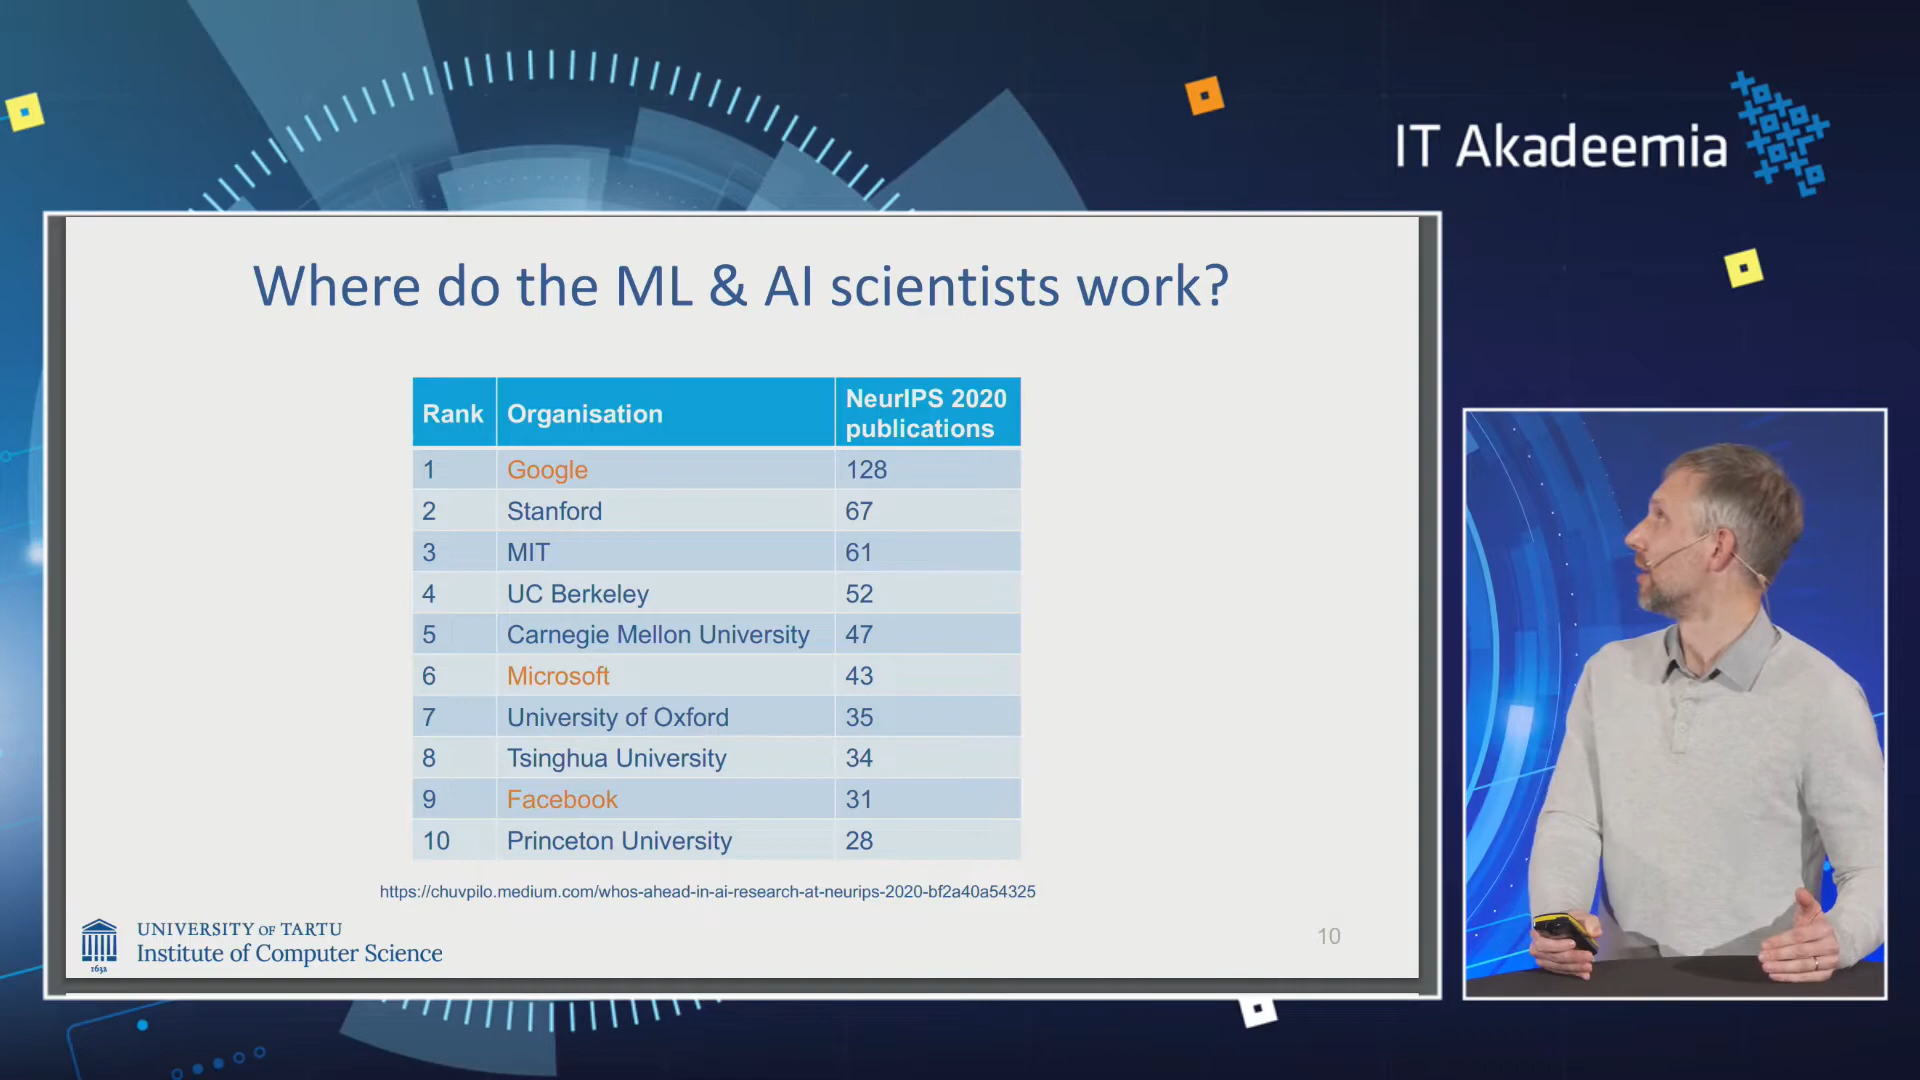 IT Akadeemia
Where do the ML & AI scientists work?
Rank Organisation NeurIPS 2020 publications
1 Google 128
2 Stanford 67
3 MIT 61
4 UC Berkeley 52
5 Carnegie Mellon University 47
6 Microsoft 43
7 University of Oxford 35
8 Tsinghua University 34
9 Facebook 31
10 Princeton University 28
https://chuvpilo.medium.com/whos-ahead-in-ai-research-at-neurips-2020-bf2a40a54325
UNIVERSITY OF TARTU
Institute of Computer Science
1632
10